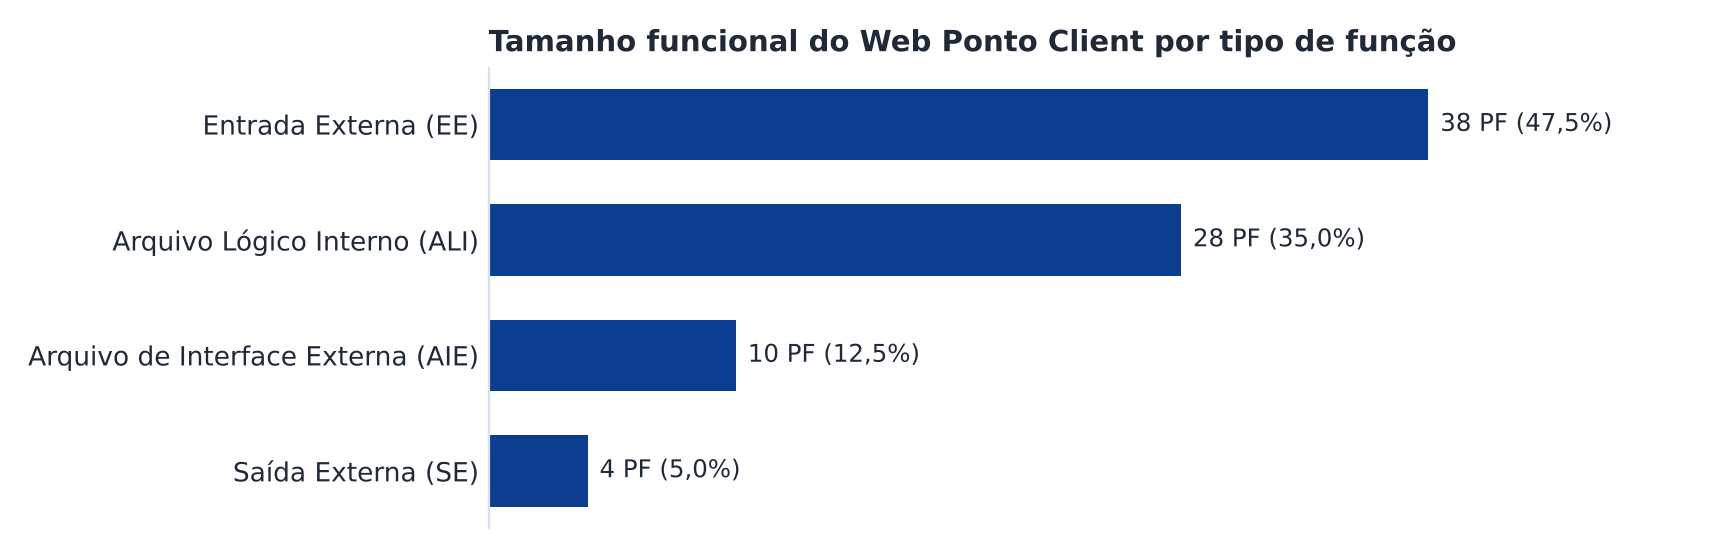 Tamanho funcional do Web Ponto Client por tipo de função
Entrada Externa (EE) 38 PF (47,5%)
Arquivo Lógico Interno (ALI) 28 PF (35,0%)
Arquivo de Interface Externa (AIE) 10 PF (12,5%)
Saída Externa (SE) 4 PF (5,0%)